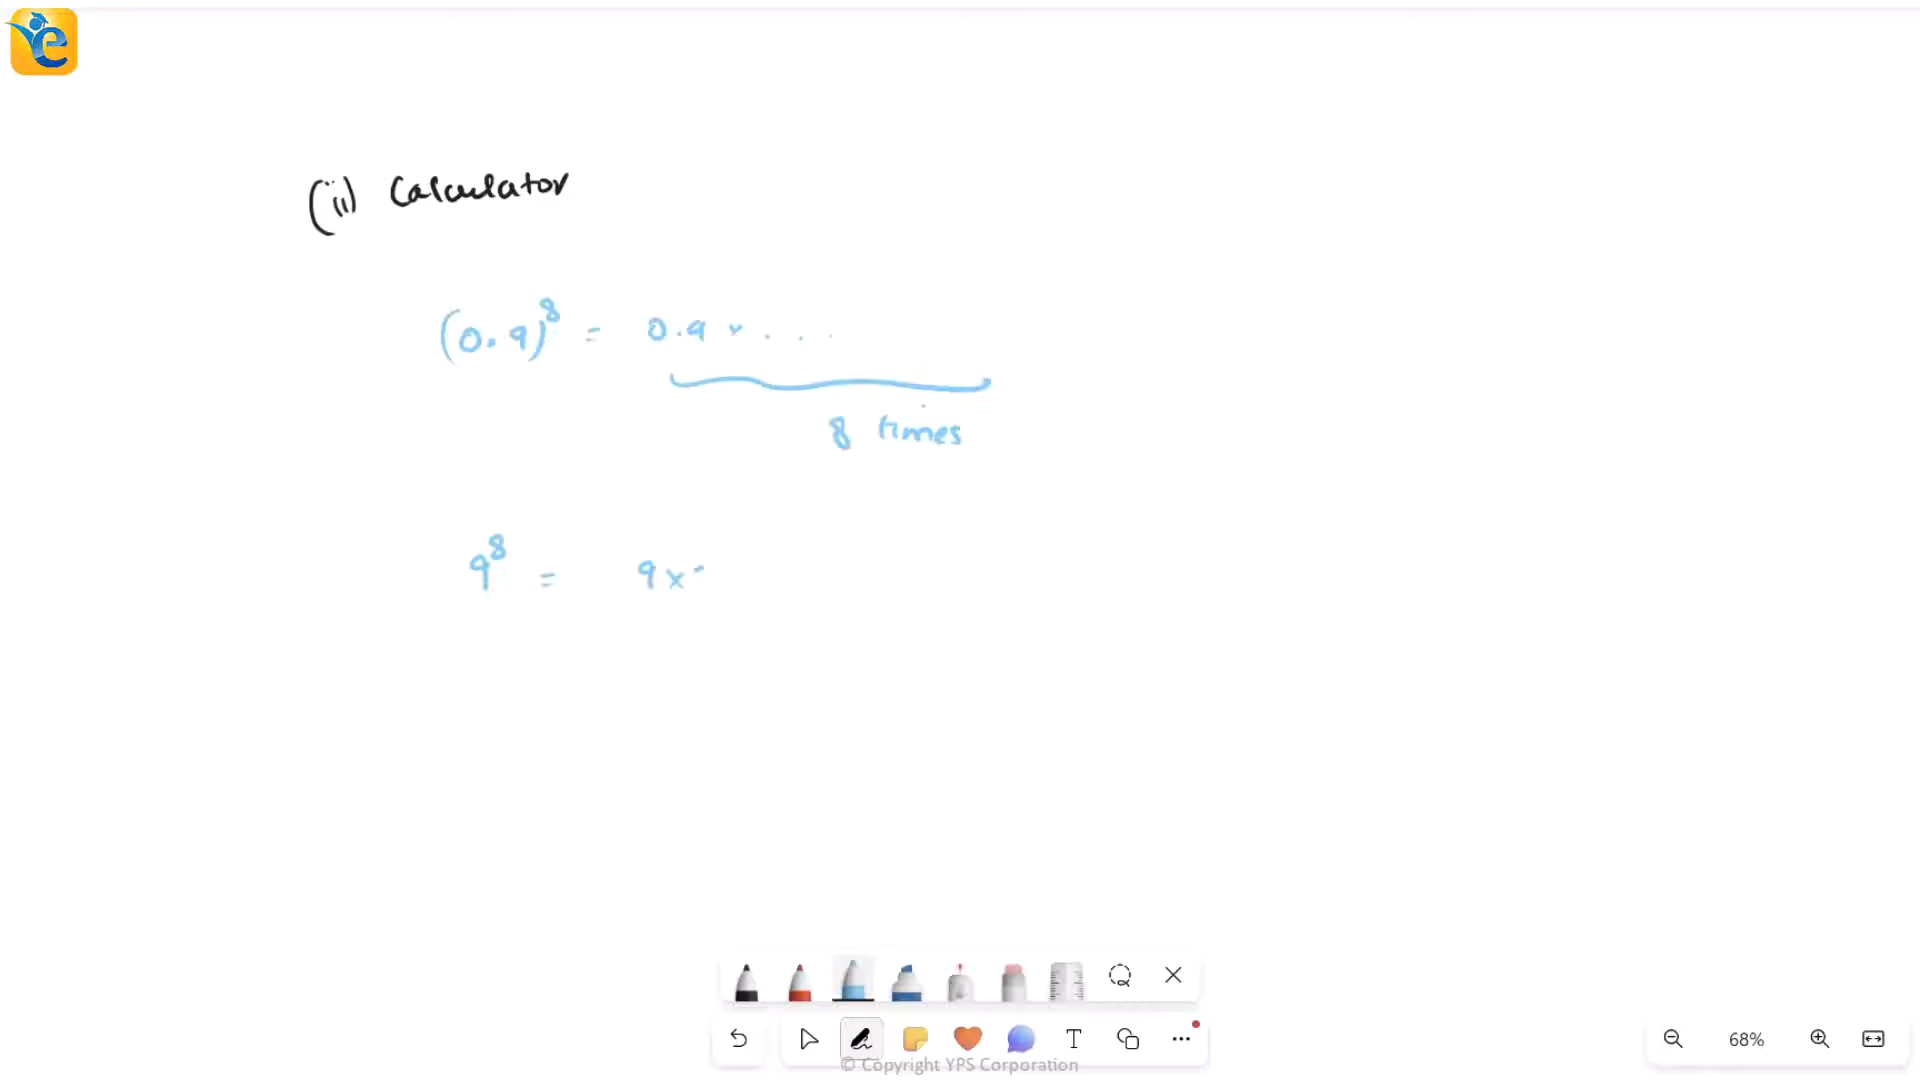 (ii) Calculator
(0.9)^8 = 0.9 × . . .
8 times
9^8 = 9 × -
T
68%
© Copyright YPS Corporation